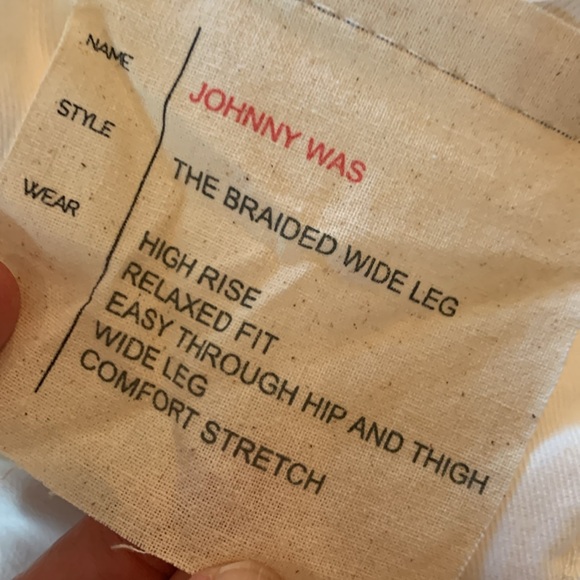 NAME JOHNNY WAS
STYLE THE BRAIDED WIDE LEG
WEAR HIGH RISE
RELAXED FIT
EASY THROUGH HIP AND THIGH
WIDE LEG
COMFORT STRETCH